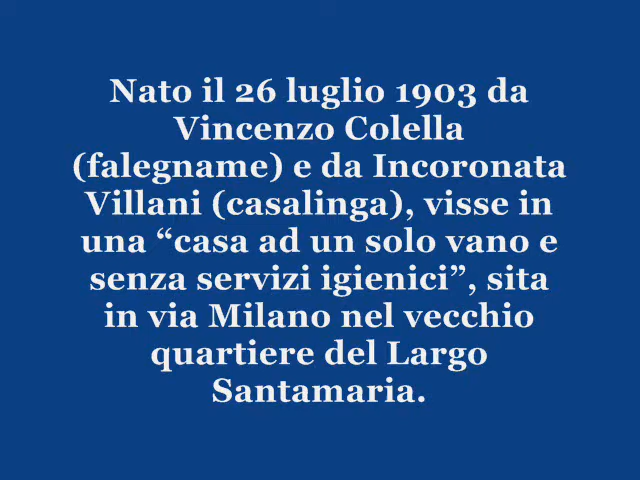 Nato il 26 luglio 1903 da
Vincenzo Colella
(falegname) e da Incoronata
Villani (casalinga), visse in
una “casa ad un solo vano e
senza servizi igienici”, sita
in via Milano nel vecchio
quartiere del Largo
Santamaria.